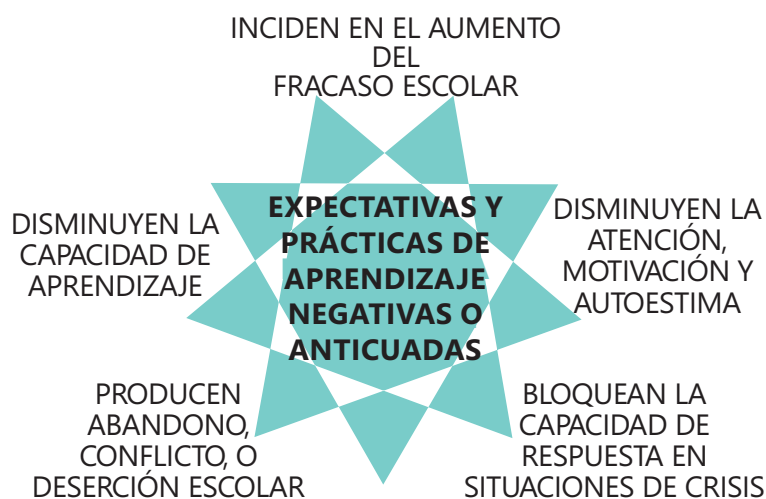 INCIDEN EN EL AUMENTO
DEL
FRACASO ESCOLAR
EXPECTATIVAS Y
PRÁCTICAS DE
APRENDIZAJE
NEGATIVAS O
ANTICUADAS
DISMINUYEN LA
CAPACIDAD DE
APRENDIZAJE
DISMINUYEN LA
ATENCIÓN,
MOTIVACIÓN Y
AUTOESTIMA
PRODUCEN
ABANDONO,
CONFLICTO, O
DESERCIÓN ESCOLAR
BLOQUEAN LA
CAPACIDAD DE
RESPUESTA EN
SITUACIONES DE CRISIS